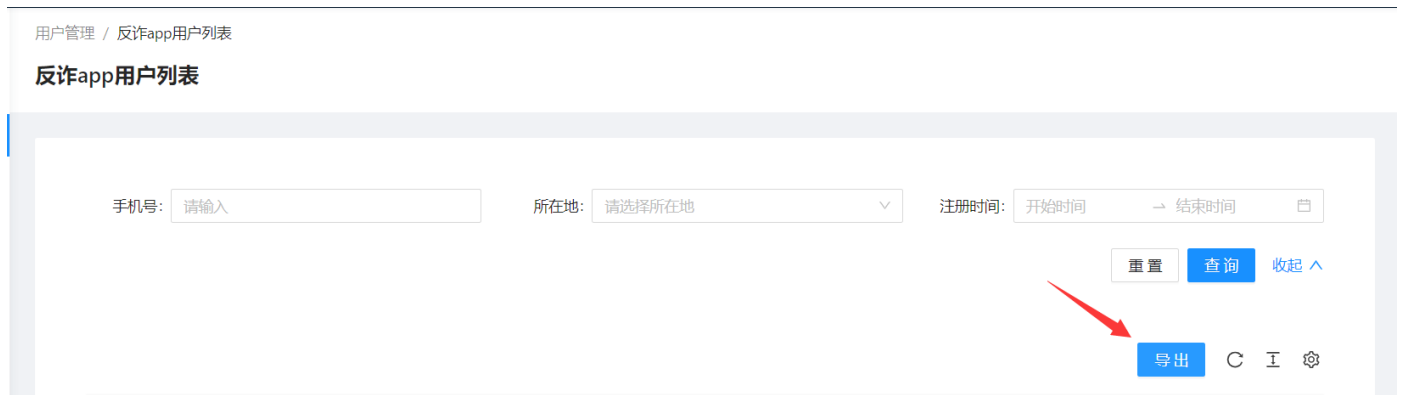 用户管理 / 反诈app用户列表
反诈app用户列表
手机号: 请输入 所在地: 请选择所在地 注册时间: 开始时间 → 结束时间
重置 查询 收起
导出